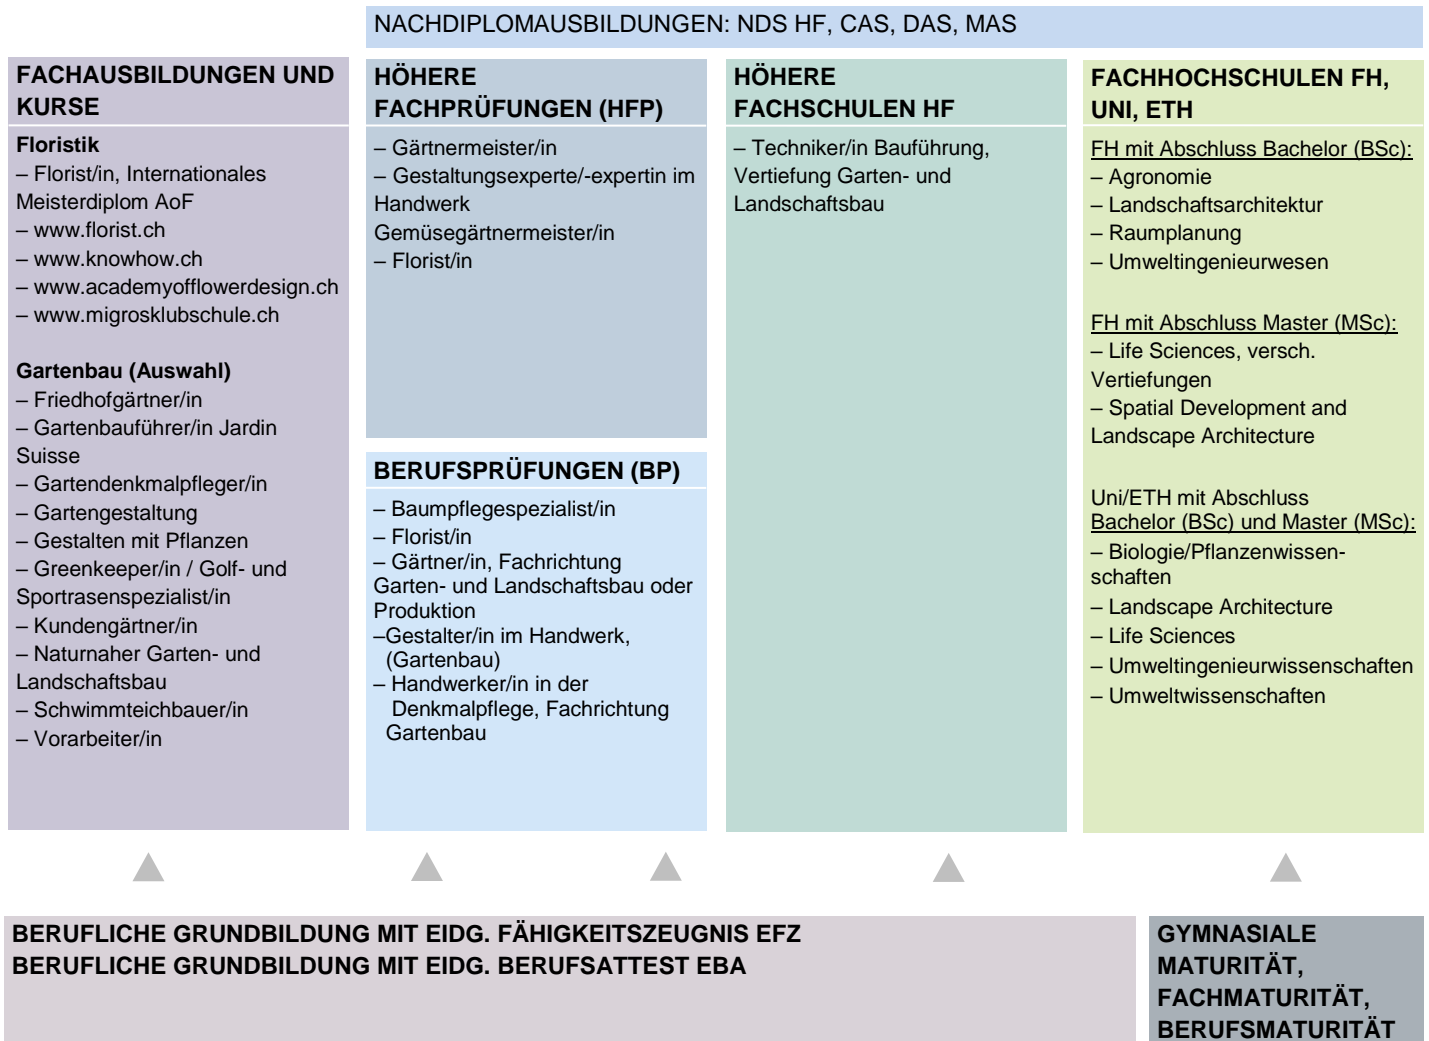 NACHDIPLOMAUSBILDUNGEN: NDS HF, CAS, DAS, MAS
FACHAUSBILDUNGEN UND
KURSE
Floristik
– Florist/in, Internationales
Meisterdiplom AoF
– www.florist.ch
– www.knowhow.ch
– www.academyofflowerdesign.ch
– www.migrosklubschule.ch
Gartenbau (Auswahl)
– Friedhofgärtner/in
– Gartenbauführer/in Jardin
Suisse
– Gartendenkmalpfleger/in
– Gartengestaltung
– Gestalten mit Pflanzen
– Greenkeeper/in / Golf- und
Sportrasenspezialist/in
– Kundengärtner/in
– Naturnaher Garten- und
Landschaftsbau
– Schwimmteichbauer/in
– Vorarbeiter/in
HÖHERE
FACHPRÜFUNGEN (HFP)
– Gärtnermeister/in
– Gestaltungsexperte/-expertin im
Handwerk
Gemüsegärtnermeister/in
– Florist/in
BERUFSPRÜFUNGEN (BP)
– Baumpflegespezialist/in
– Florist/in
– Gärtner/in, Fachrichtung
Garten- und Landschaftsbau oder
Produktion
–Gestalter/in im Handwerk,
(Gartenbau)
– Handwerker/in in der
Denkmalpflege, Fachrichtung
Gartenbau
HÖHERE
FACHSCHULEN HF
– Techniker/in Bauführung,
Vertiefung Garten- und
Landschaftsbau
FACHHOCHSCHULEN FH,
UNI, ETH
FH mit Abschluss Bachelor (BSc):
– Agronomie
– Landschaftsarchitektur
– Raumplanung
– Umweltingenieurwesen
FH mit Abschluss Master (MSc):
– Life Sciences, versch.
Vertiefungen
– Spatial Development and
Landscape Architecture
Uni/ETH mit Abschluss
Bachelor (BSc) und Master (MSc):
– Biologie/Pflanzenwissen-
schaften
– Landscape Architecture
– Life Sciences
– Umweltingenieurwissenschaften
– Umweltwissenschaften
BERUFLICHE GRUNDBILDUNG MIT EIDG. FÄHIGKEITSZEUGNIS EFZ
BERUFLICHE GRUNDBILDUNG MIT EIDG. BERUFSATTEST EBA
GYMNASIALE
MATURITÄT,
FACHMATURITÄT,
BERUFSMATURITÄT